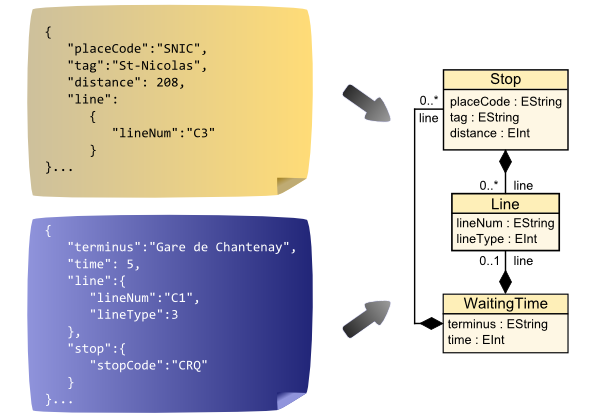 {
"placeCode":"SNIC",
"tag":"St-Nicolas",
"distance": 208,
"line":
{
"lineNum":"C3"
}
}...
{
"terminus":"Gare de Chantenay",
"time": 5,
"line":{
"lineNum":"C1",
"lineType":3
},
"stop":{
"stopCode":"CRQ"
}
}...
Stop
placeCode : EString
tag : EString
distance : EInt
0..*
line
0..* line
Line
lineNum : EString
lineType : EInt
0..1 line
WaitingTime
terminus : EString
time : EInt